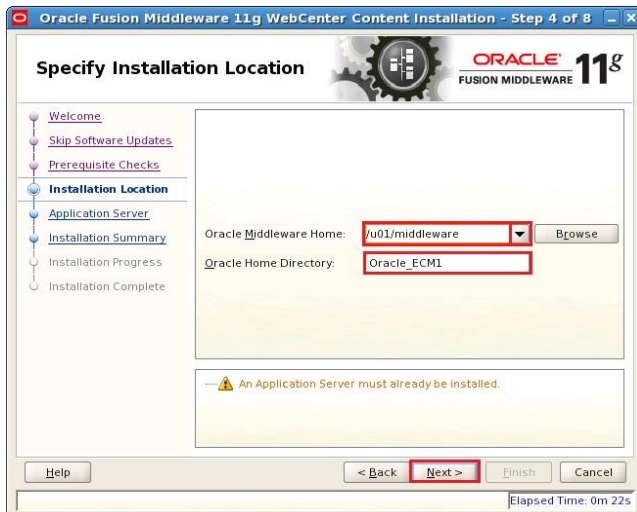 Oracle Fusion Middleware 11g WebCenter Content Installation - Step 4 of 8
Specify Installation Location
ORACLE
FUSION MIDDLEWARE 11g
Welcome
Skip Software Updates
Prerequisite Checks
Installation Location
Application Server
Installation Summary
Installation Progress
Installation Complete
Oracle Middleware Home: /u01/middleware Browse
Oracle Home Directory: Oracle_ECM1
An Application Server must already be installed.
Help < Back Next > Finish Cancel
Elapsed Time: 0m 22s